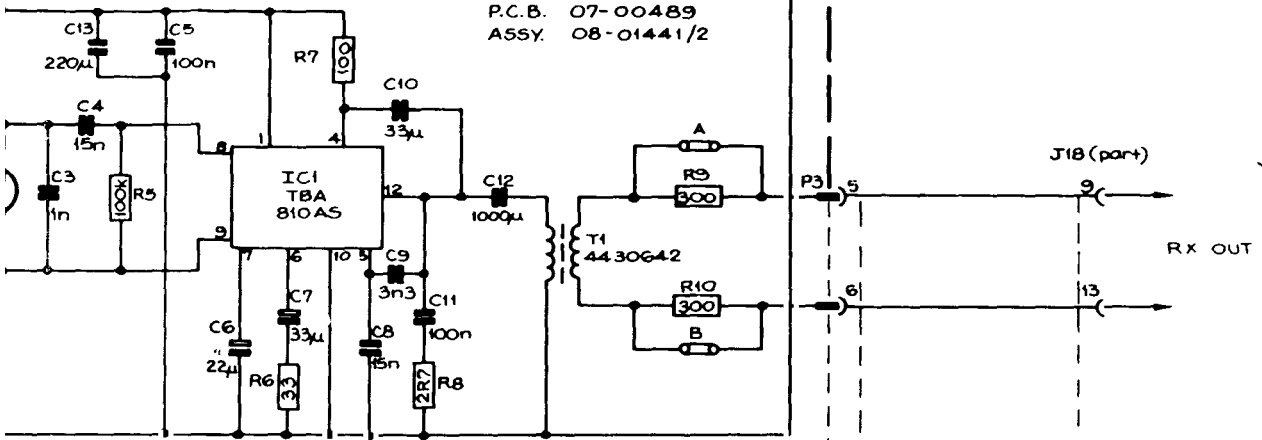 P.C.B. 07-00489
ASSY. 08-01441/2
C13
220µ
C5
100n
R7
100
C10
33µ
C4
15n
C3
1n
100k
R5
8
1
4
IC1
TBA
810AS
12
9
7
6
10
5
C12
1000µ
T1
4430642
A
R9
300
R10
300
B
P3
5
6
J18 (part)
9
13
RX OUT
C9
3n3
C7
33µ
C6
22µ
R6
33
C8
15n
C11
100n
2R7
R8